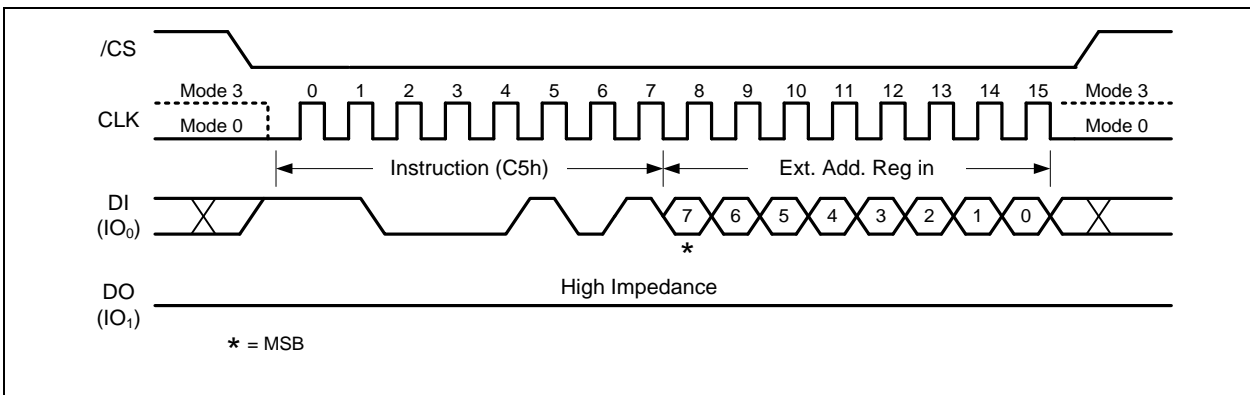 /CS
Mode 3 0 1 2 3 4 5 6 7 8 9 10 11 12 13 14 15 Mode 3
CLK
Mode 0 Mode 0
Instruction (C5h) Ext. Add. Reg in
DI
(IO₀)
7 6 5 4 3 2 1 0
*
High Impedance
DO
(IO₁)
* = MSB